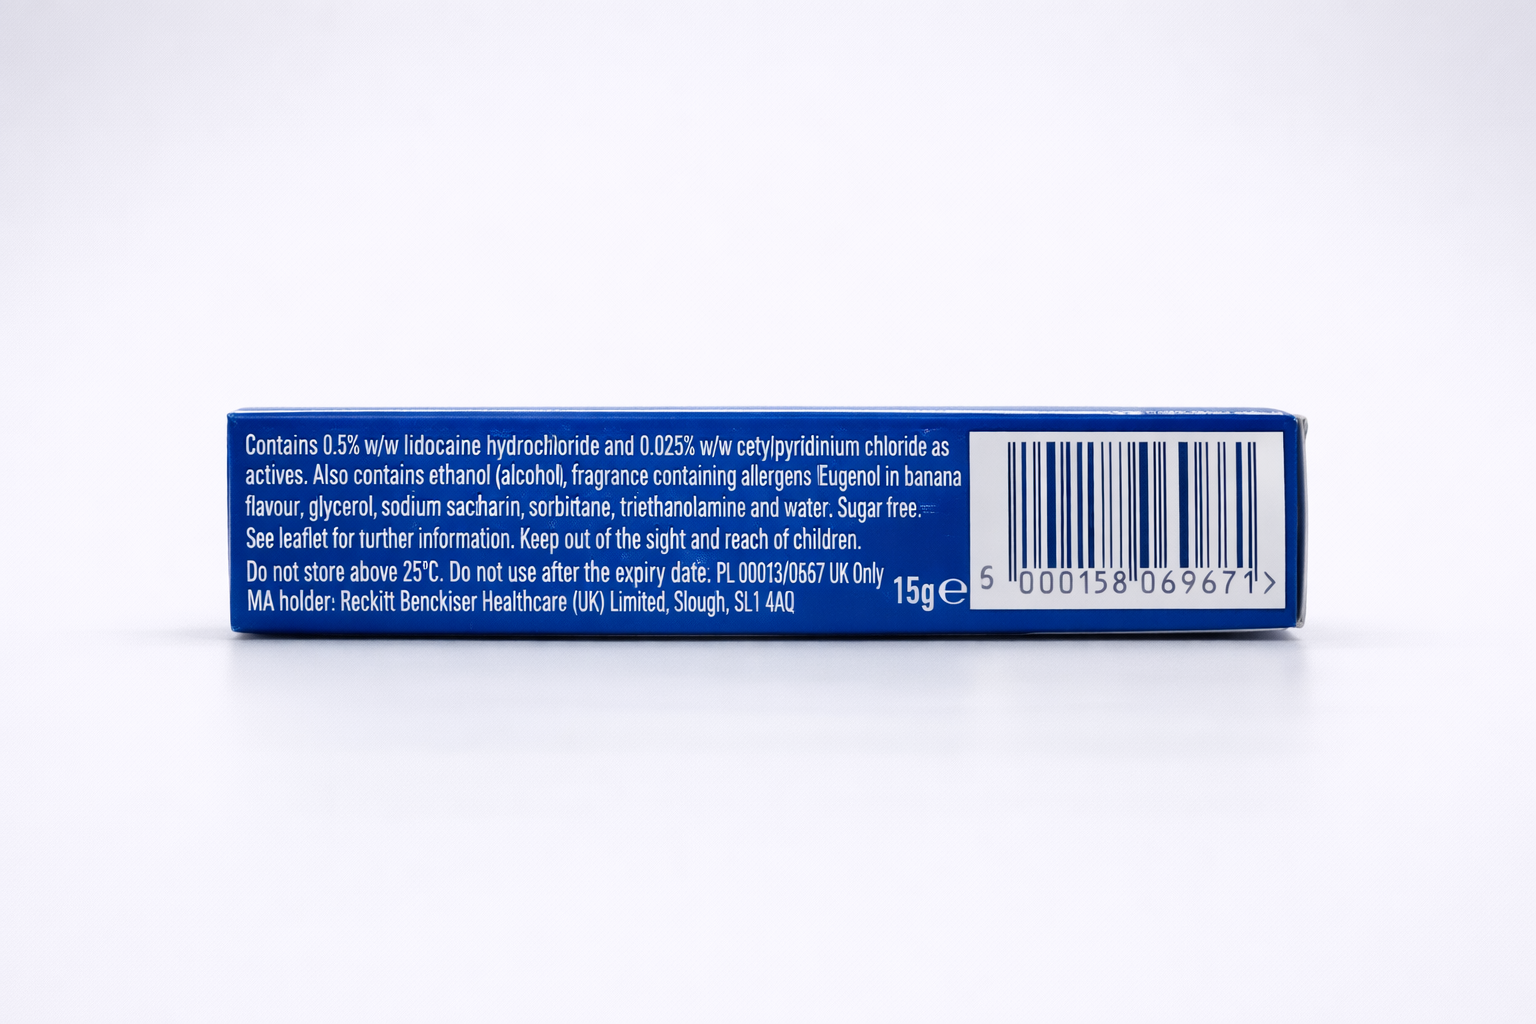 Contains 0.5% w/w lidocaine hydrochloride and 0.025% w/w cetylpyridinium chloride as
actives. Also contains ethanol (alcohol), fragrance containing allergens (Eugenol in banana
flavour, glycerol, sodium saccharin, sorbittane, triethanolamine and water. Sugar free.
See leaflet for turther information. Keep out of the sight and reach of children.
Do not store above 25°C. Do not use after the expiry date. PL 00013/0567 UK Only
MA holder: Reckitt Benckiser Healthcare (UK) Limited, Slough, SL1 4AQ
15g℮
5 000158 069671>